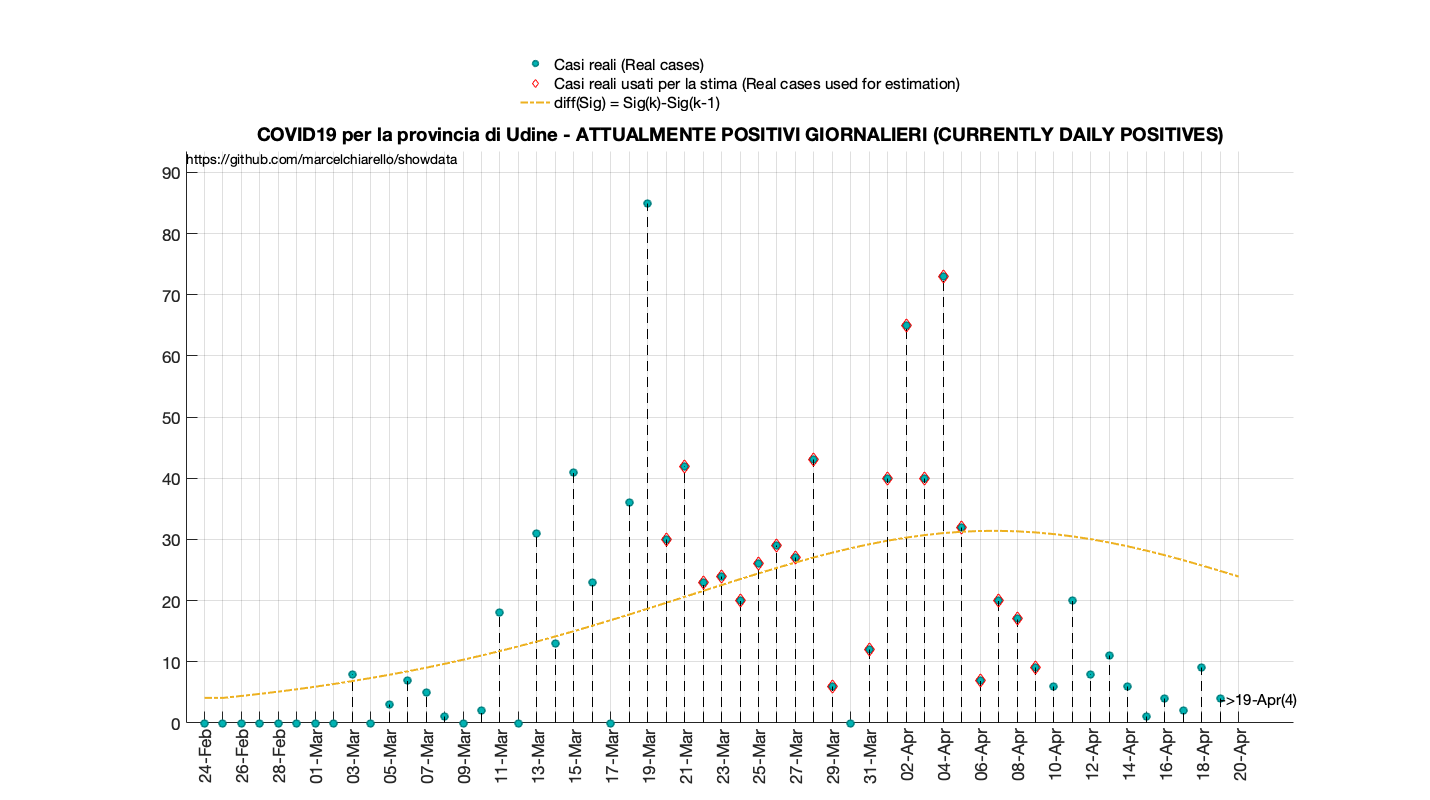 Casi reali (Real cases)
Casi reali usati per la stima (Real cases used for estimation)
diff(Sig) = Sig(k)-Sig(k-1)
COVID19 per la provincia di Udine - ATTUALMENTE POSITIVI GIORNALIERI (CURRENTLY DAILY POSITIVES)
https://github.com/marcelchiarello/showdata
90
80
70
60
50
40
30
20
10
0
->19-Apr(4)
24-Feb
26-Feb
28-Feb
01-Mar
03-Mar
05-Mar
07-Mar
09-Mar
11-Mar
13-Mar
15-Mar
17-Mar
19-Mar
21-Mar
23-Mar
25-Mar
27-Mar
29-Mar
31-Mar
02-Apr
04-Apr
06-Apr
08-Apr
10-Apr
12-Apr
14-Apr
16-Apr
18-Apr
20-Apr